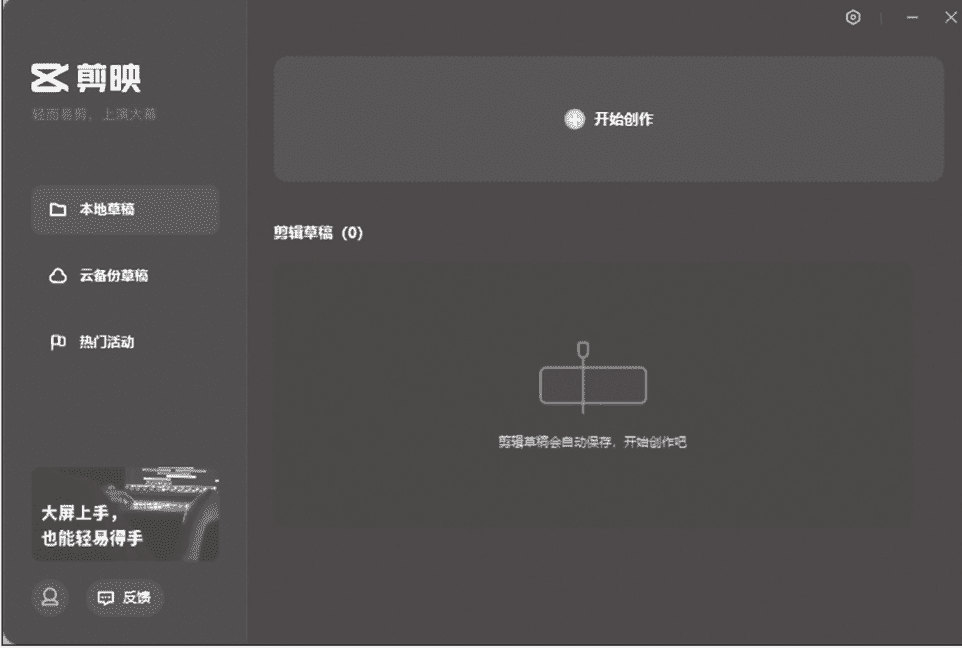 剪映
轻而易剪，上演大幕
开始创作
本地草稿
云备份草稿
热门活动
剪辑草稿 (0)
剪辑草稿会自动保存，开始创作吧
大屏上手，
也能轻易得手
反馈